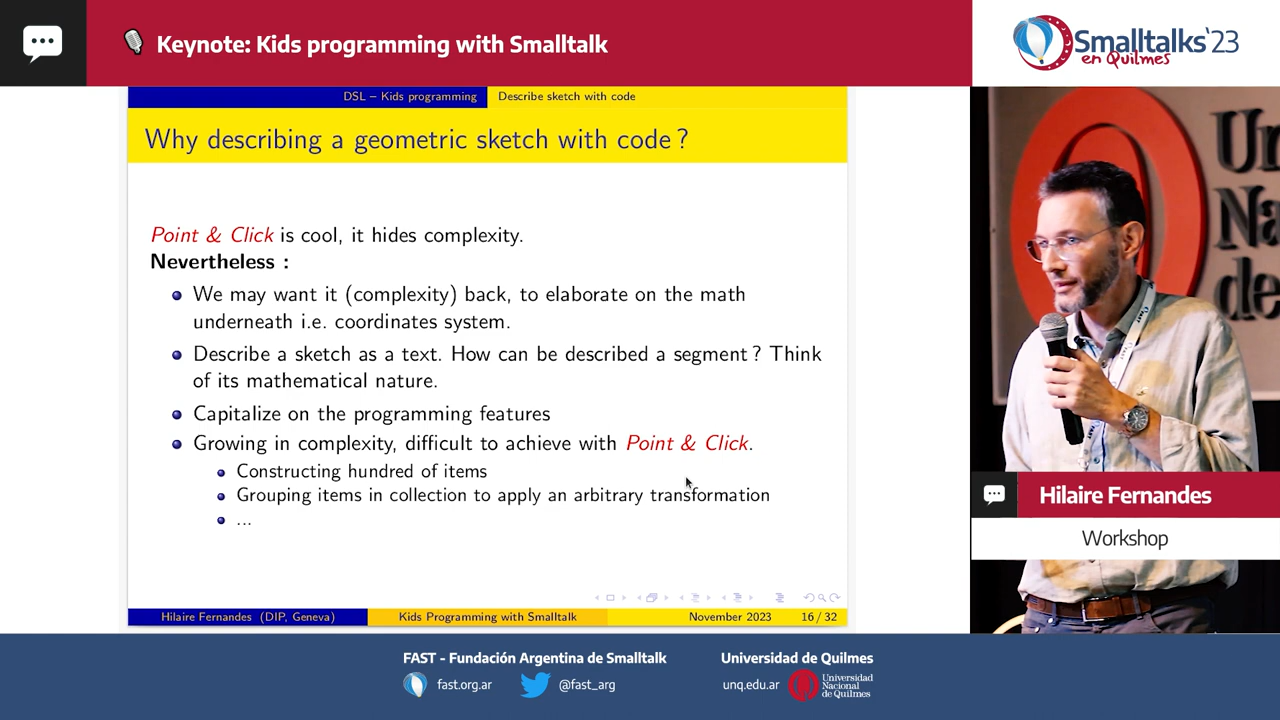 Keynote: Kids programming with Smalltalk
Smalltalks'23
en Quilmes
DSL – Kids programming
Describe sketch with code
Why describing a geometric sketch with code ?
Point & Click is cool, it hides complexity.
Nevertheless :
We may want it (complexity) back, to elaborate on the math
underneath i.e. coordinates system.
Describe a sketch as a text. How can be described a segment ? Think
of its mathematical nature.
Capitalize on the programming features
Growing in complexity, difficult to achieve with Point & Click.
Constructing hundred of items
Grouping items in collection to apply an arbitrary transformation
...
Hilaire Fernandes (DIP, Geneva)
Kids Programming with Smalltalk
November 2023
16 / 32
Un
Na
de
Hilaire Fernandes
Workshop
FAST - Fundación Argentina de Smalltalk
fast.org.ar
@fast_arg
Universidad de Quilmes
unq.edu.ar
Universidad
Nacional
de Quilmes